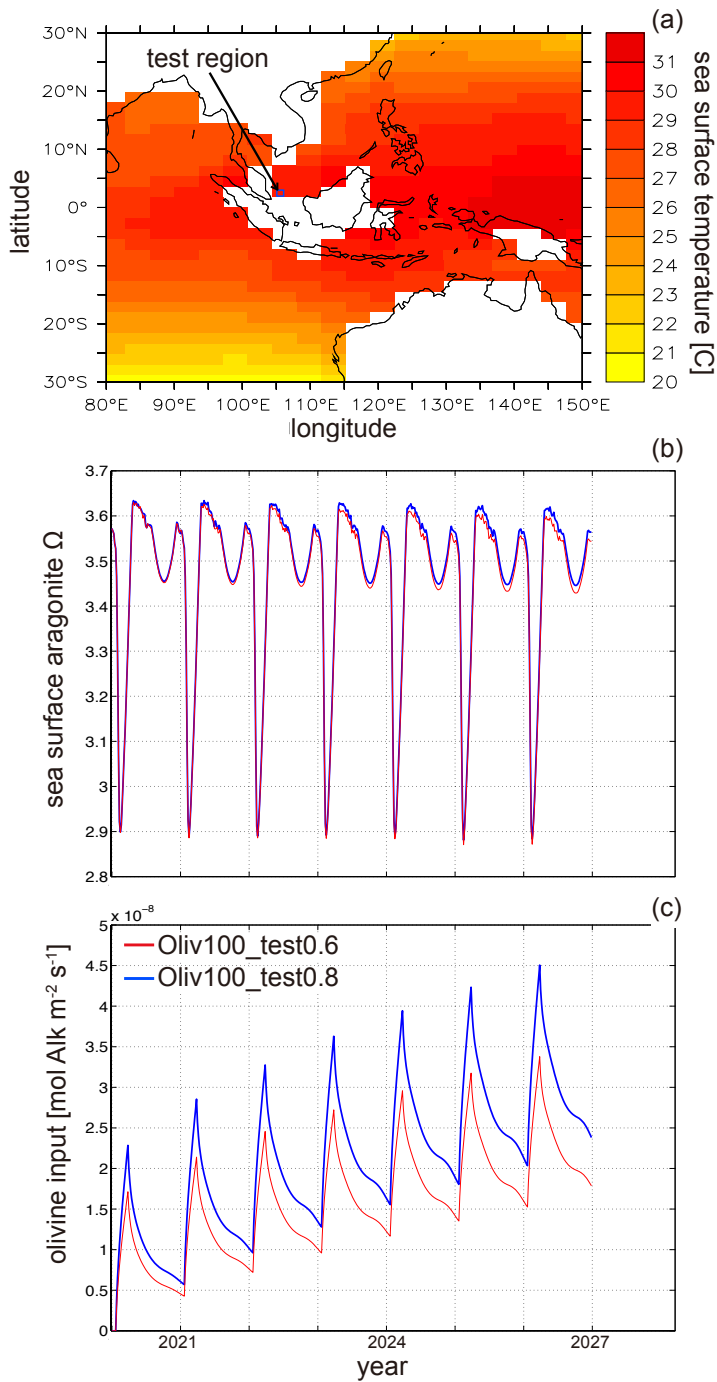 (a)
30°N
20°N
10°N
0°
10°S
20°S
30°S
latitude
test region
80°E 90°E 100°E 110°E 120°E 130°E 140°E 150°E
longitude
31
30
29
28
27
26
25
24
23
22
21
20
sea surface temperature [C]
(b)
3.7
3.6
3.5
3.4
3.3
3.2
3.1
3
2.9
2.8
sea surface aragonite Ω
(c)
x 10⁻⁸
5
4.5
4
3.5
3
2.5
2
1.5
1
0.5
0
olivine input [mol Alk m⁻² s⁻¹]
Oliv100_test0.6
Oliv100_test0.8
2021 2024 2027
year